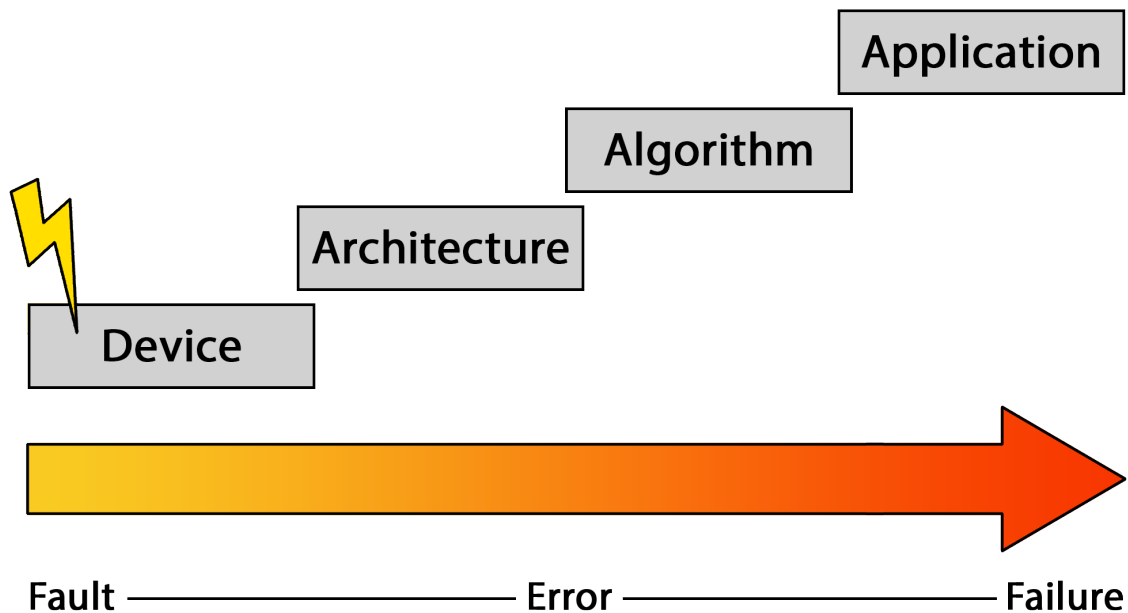 Application
Algorithm
Architecture
Device
Fault Error Failure